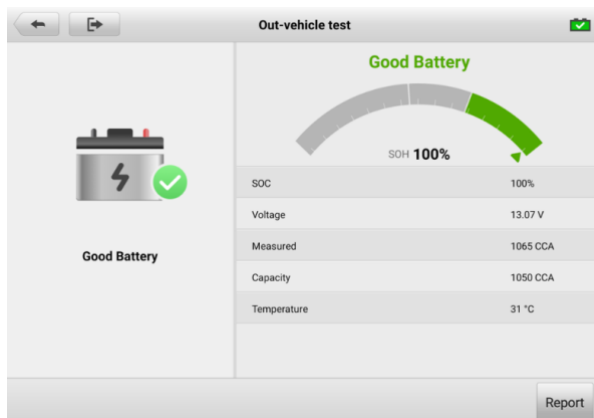 Out-vehicle test
Good Battery
SOH 100%
SOC 100%
Voltage 13.07 V
Measured 1065 CCA
Capacity 1050 CCA
Temperature 31 °C
Good Battery
Report